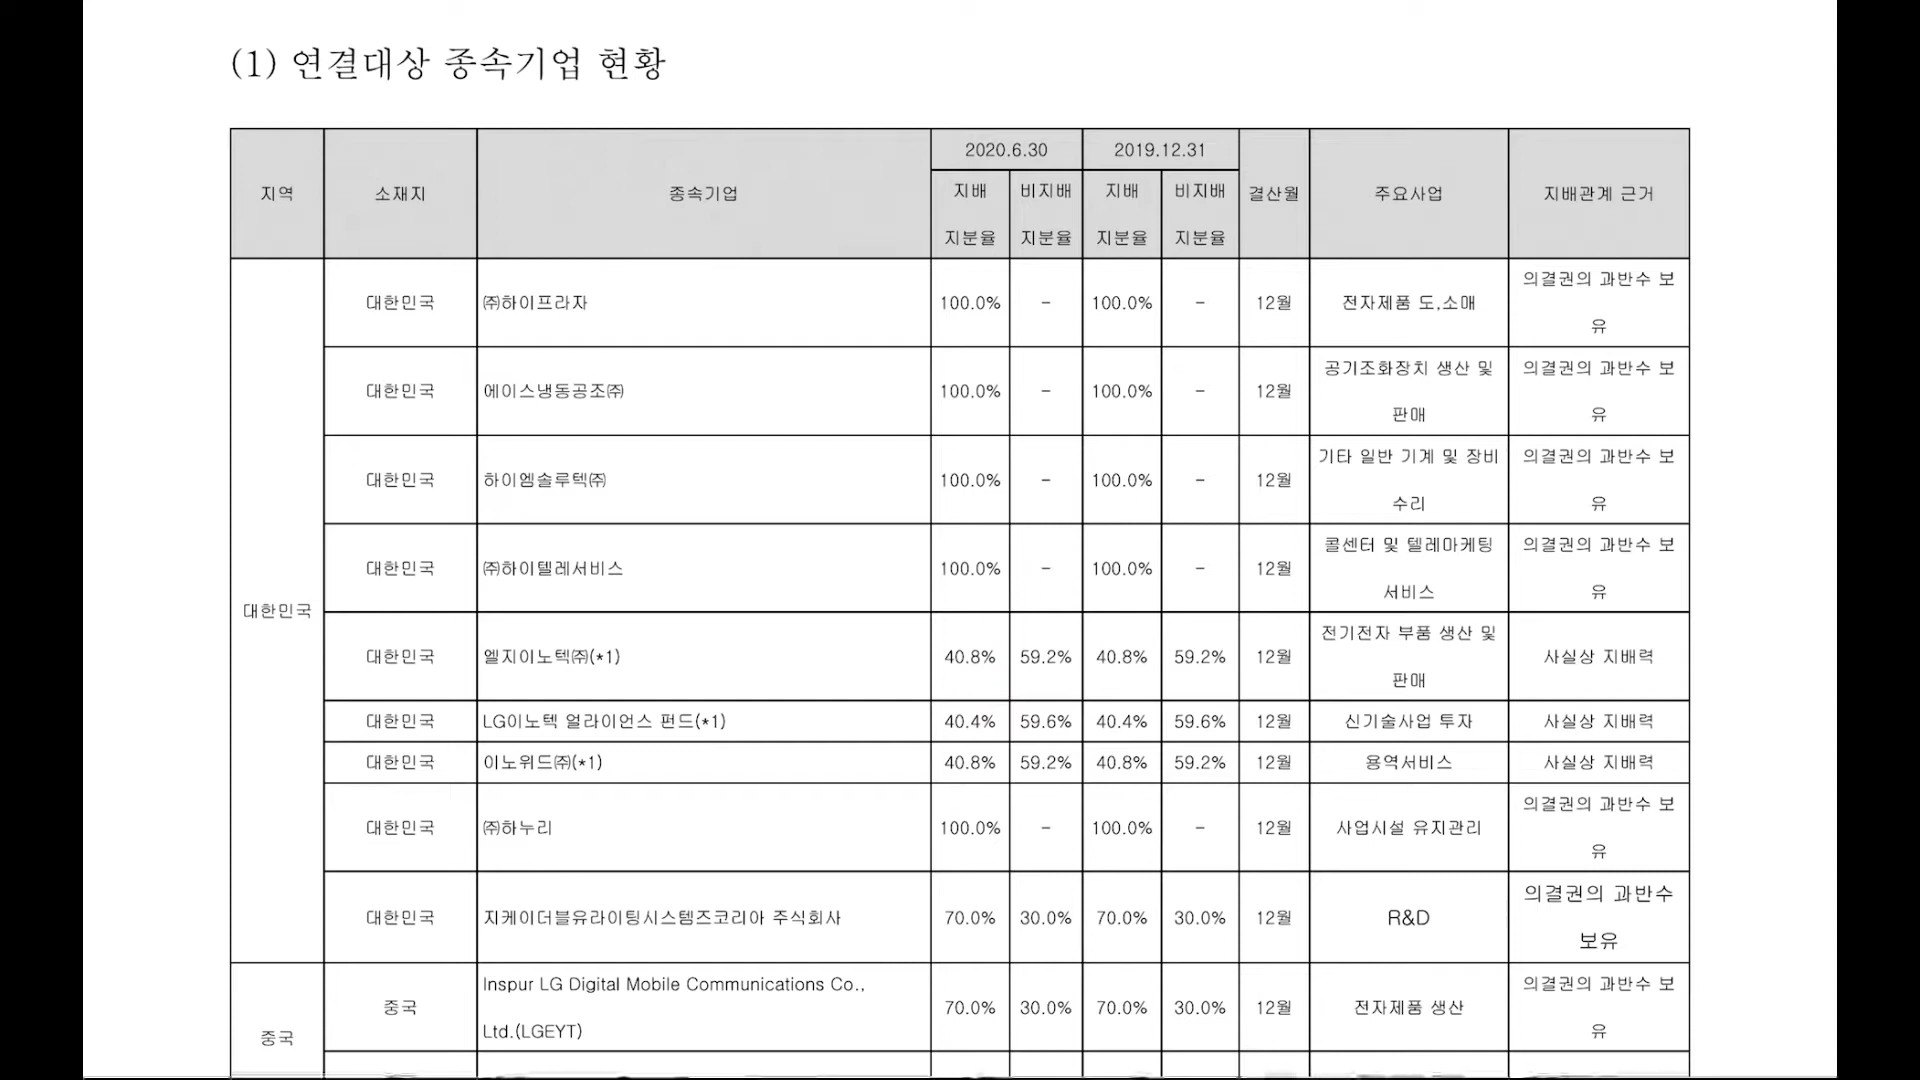 (1) 연결대상 종속기업 현황
지역 소재지 종속기업 2020.6.30 2019.12.31 결산월 주요사업 지배관계 근거
지배 비지배 지배 비지배
지분율 지분율 지분율 지분율
대한민국
대한민국 ㈜하이프라자 100.0% - 100.0% - 12월 전자제품 도,소매 의결권의 과반수 보
유
대한민국 에이스냉동공조㈜ 100.0% - 100.0% - 12월 공기조화장치 생산 및 의결권의 과반수 보
판매 유
대한민국 하이엠솔루텍㈜ 100.0% - 100.0% - 12월 기타 일반 기계 및 장비 의결권의 과반수 보
수리 유
대한민국 ㈜하이텔레서비스 100.0% - 100.0% - 12월 콜센터 및 텔레마케팅 의결권의 과반수 보
서비스 유
대한민국 엘지이노텍㈜(*1) 40.8% 59.2% 40.8% 59.2% 12월 전기전자 부품 생산 및 사실상 지배력
판매
대한민국 LG이노텍 얼라이언스 펀드(*1) 40.4% 59.6% 40.4% 59.6% 12월 신기술사업 투자 사실상 지배력
대한민국 이노위드㈜(*1) 40.8% 59.2% 40.8% 59.2% 12월 용역서비스 사실상 지배력
대한민국 ㈜하누리 100.0% - 100.0% - 12월 사업시설 유지관리 의결권의 과반수 보
유
대한민국 지케이더블유라이팅시스템즈코리아 주식회사 70.0% 30.0% 70.0% 30.0% 12월 R&D 의결권의 과반수
보유
중국
중국 Inspur LG Digital Mobile Communications Co., 70.0% 30.0% 70.0% 30.0% 12월 전자제품 생산 의결권의 과반수 보
Ltd.(LGEYT) 유